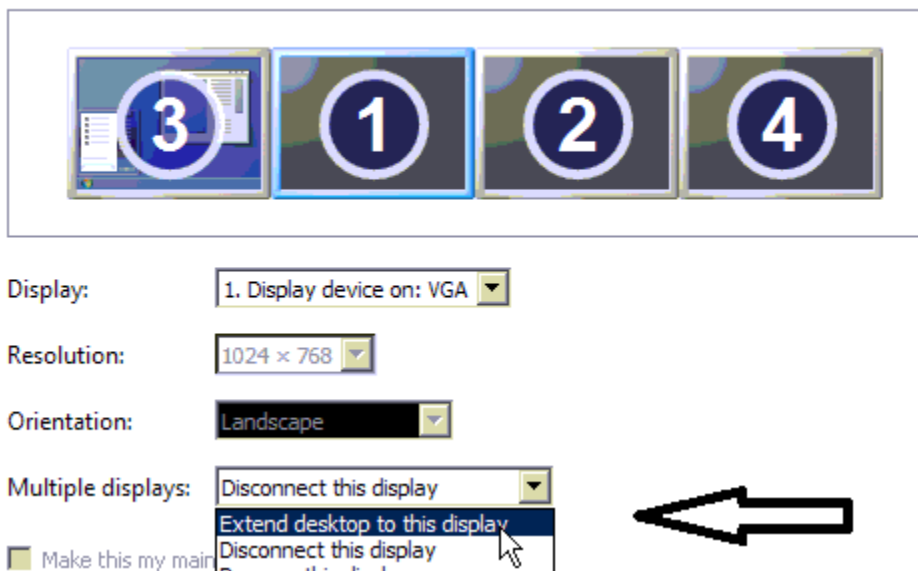 3 1 2 4
Display: 1. Display device on: VGA
Resolution: 1024 × 768
Orientation: Landscape
Multiple displays: Disconnect this display
Extend desktop to this display
Make this my main Disconnect this display